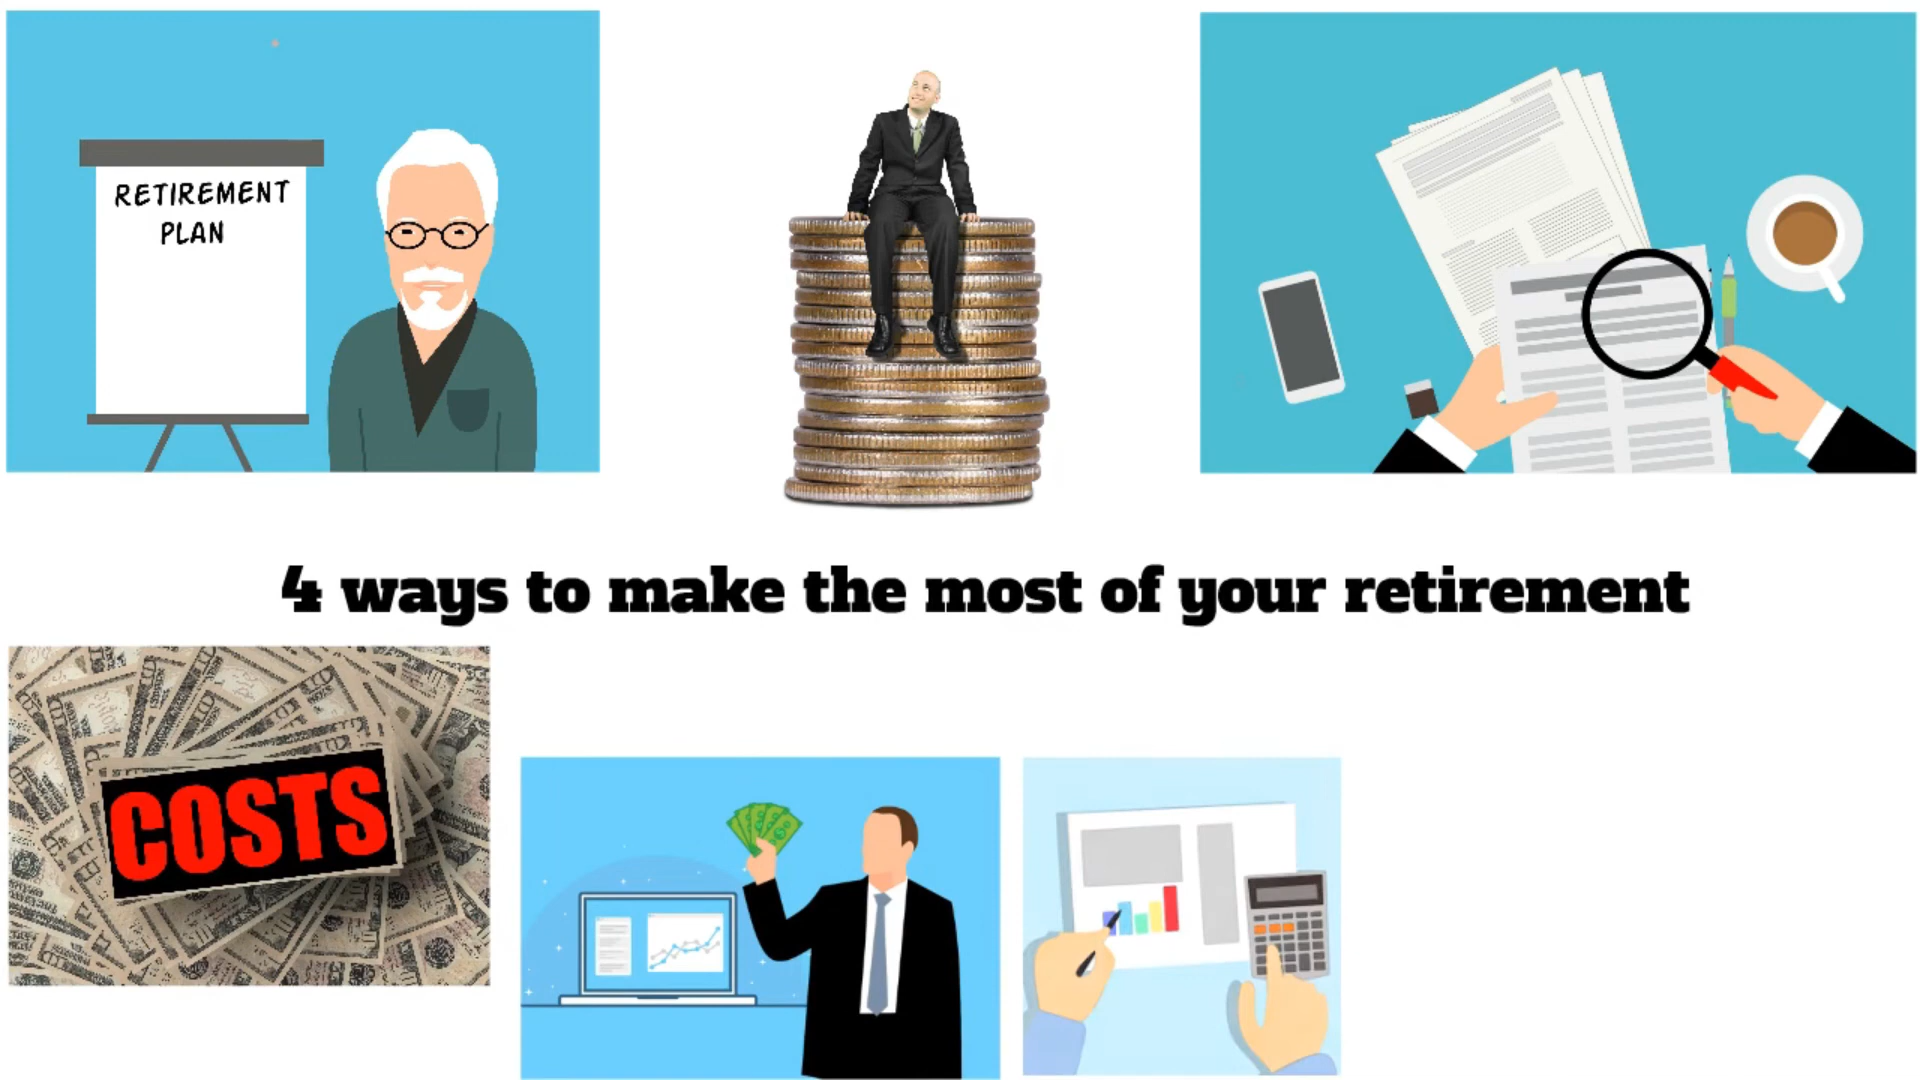 RETIREMENT
PLAN
4 ways to make the most of your retirement
COSTS